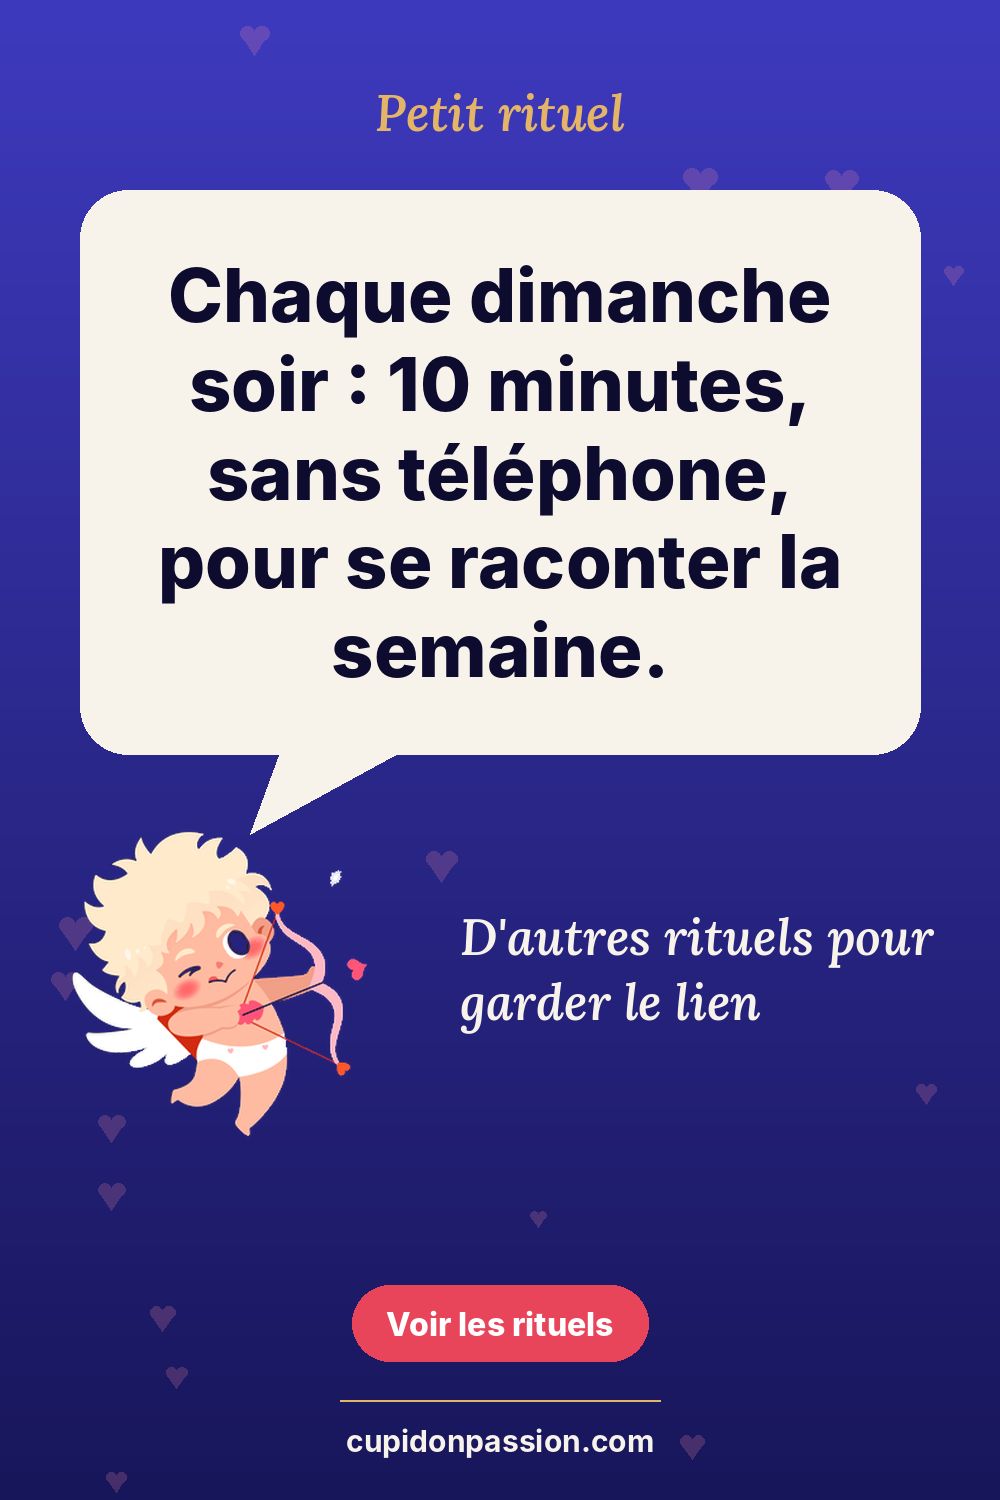 Petit rituel
Chaque dimanche
soir : 10 minutes,
sans téléphone,
pour se raconter la
semaine.
D'autres rituels pour
garder le lien
Voir les rituels
cupidonpassion.com